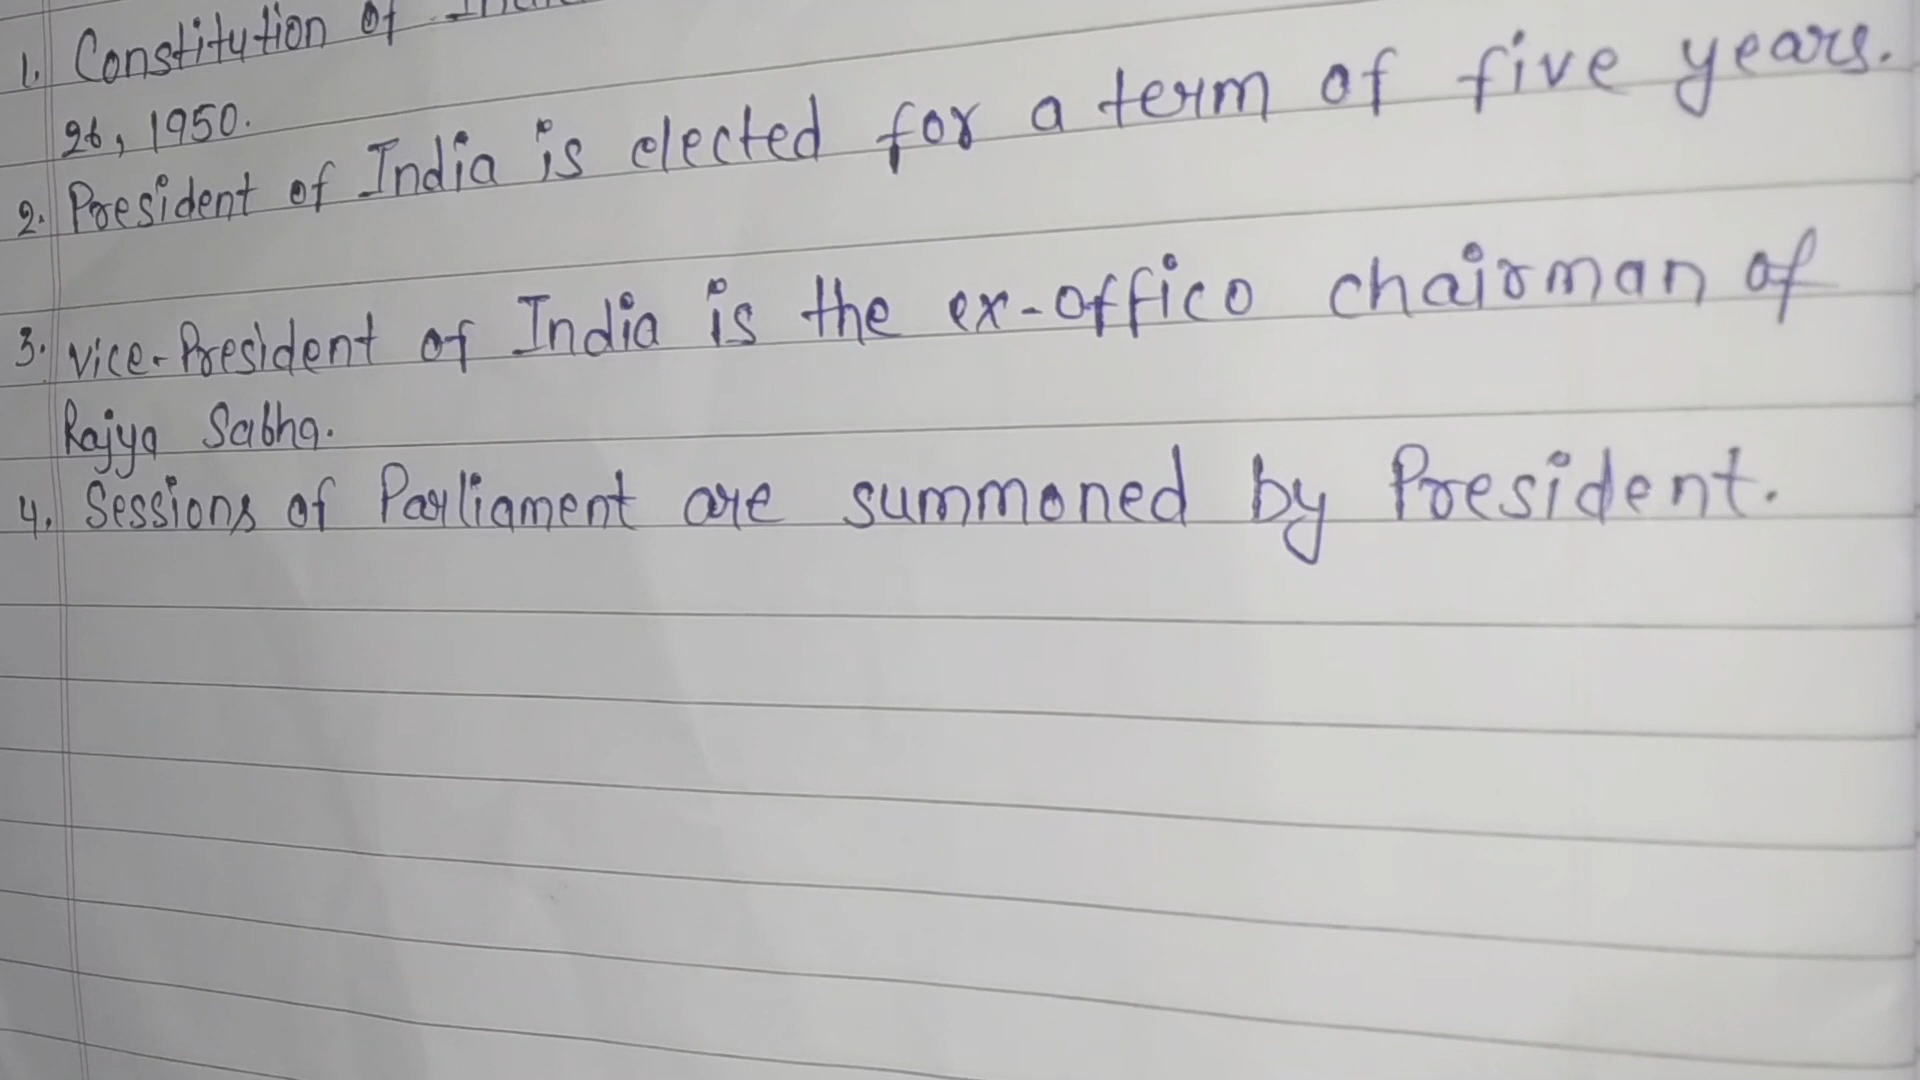 1. Constitution of
26, 1950.
2. President of India is elected for a term of five years.
3. Vice-President of India is the ex-offico chairman of
Rajya Sabha.
4. Sessions of Parliament are summoned by President.